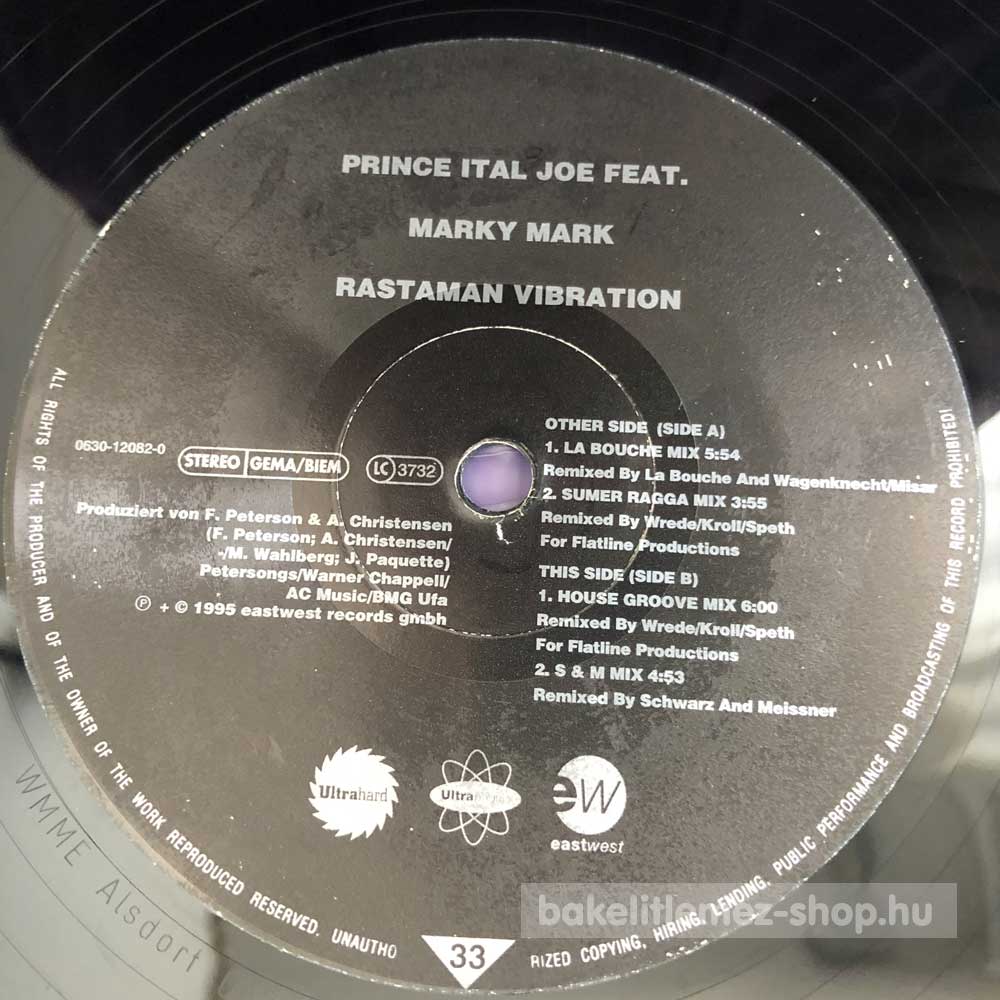 PRINCE ITAL JOE FEAT.
MARKY MARK
RASTAMAN VIBRATION
0630-12082-0
STEREO GEMA/BIEM
LC 3732
Produziert von F. Peterson & A. Christensen
(F. Peterson; A. Christensen/
-/M. Wahlberg; J. Paquette)
Petersongs/Warner Chappell/
AC Music/BMG Ufa
℗ + © 1995 eastwest records gmbh
OTHER SIDE (SIDE A)
1. LA BOUCHE MIX 5:54
Remixed By La Bouche And Wagenknecht/Misar
2. SUMER RAGGA MIX 3:55
Remixed By Wrede/Kroll/Speth
For Flatline Productions
THIS SIDE (SIDE B)
1. HOUSE GROOVE MIX 6:00
Remixed By Wrede/Kroll/Speth
For Flatline Productions
2. S & M MIX 4:53
Remixed By Schwarz And Meissner
Ultrahard
Ultra
ew
eastwest
ALL RIGHTS OF THE PRODUCER AND OF THE OWNER OF THE WORK REPRODUCED RESERVED. UNAUTHO
33
RIZED COPYING, HIRING, LENDING, PUBLIC PERFORMANCE AND BROADCASTING OF THIS RECORD PROHIBITED!
WMME Alsdorf
bakelitlemez-shop.hu